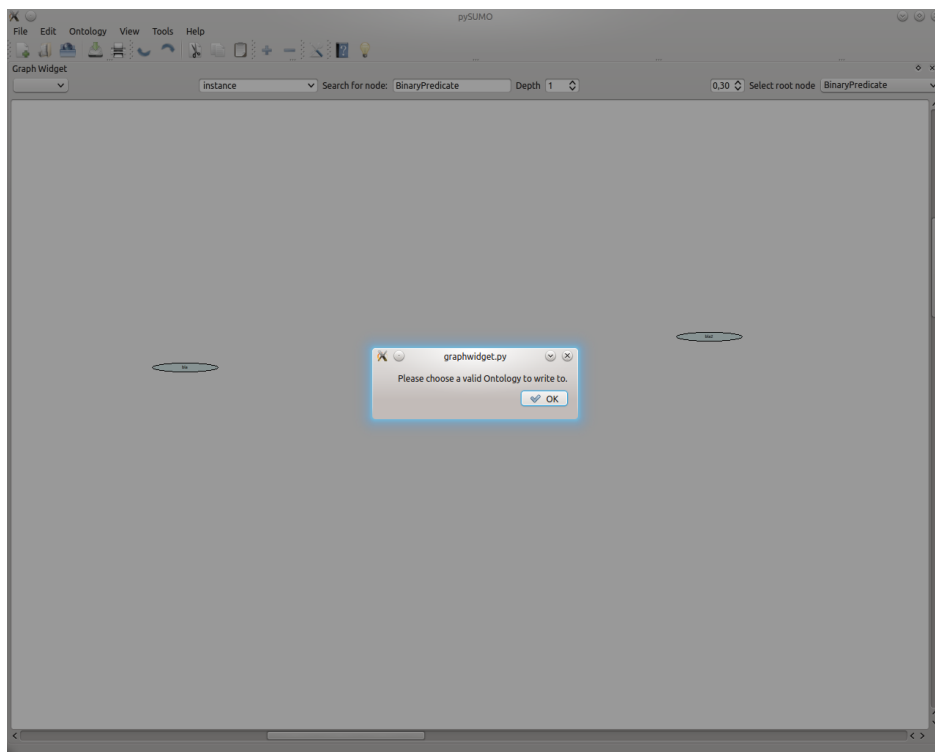 pySUMO
File Edit Ontology View Tools Help
Graph Widget
instance Search for node: BinaryPredicate Depth 1 0,30 Select root node BinaryPredicate
graphwidget.py
Please choose a valid Ontology to write to.
OK